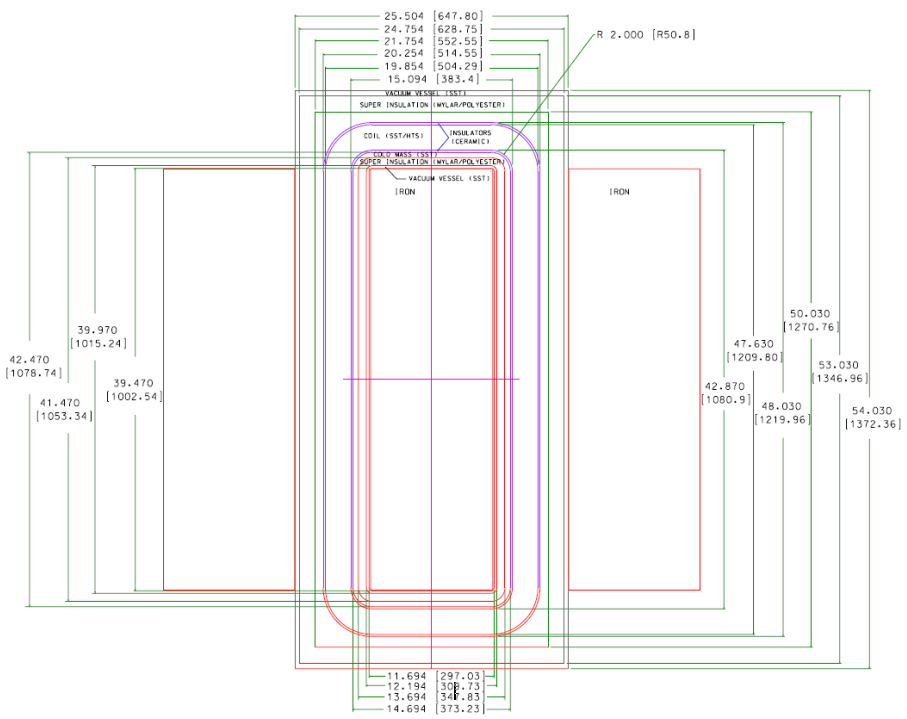 25.504 [647.80]
24.754 [628.75]
21.754 [552.55]
20.254 [514.55]
19.854 [504.29]
15.094 [383.4]
R 2.000 [R50.8]
VACUUM VESSEL (SST)
SUPER INSULATION (MYLAR/POLYESTER)
COIL (SST/HTS)
INSULATORS
(CERAMIC)
COLD MASS (SST)
SUPER INSULATION (MYLAR/POLYESTER)
VACUUM VESSEL (SST)
IRON
IRON
39.970
[1015.24]
42.470
[1078.74]
39.470
[1002.54]
41.470
[1053.34]
50.030
[1270.76]
47.630
[1209.80]
53.030
[1346.96]
42.870
[1080.9]
48.030
[1219.96]
54.030
[1372.36]
11.694 [297.03]
12.194 [309.73]
13.694 [347.83]
14.694 [373.23]